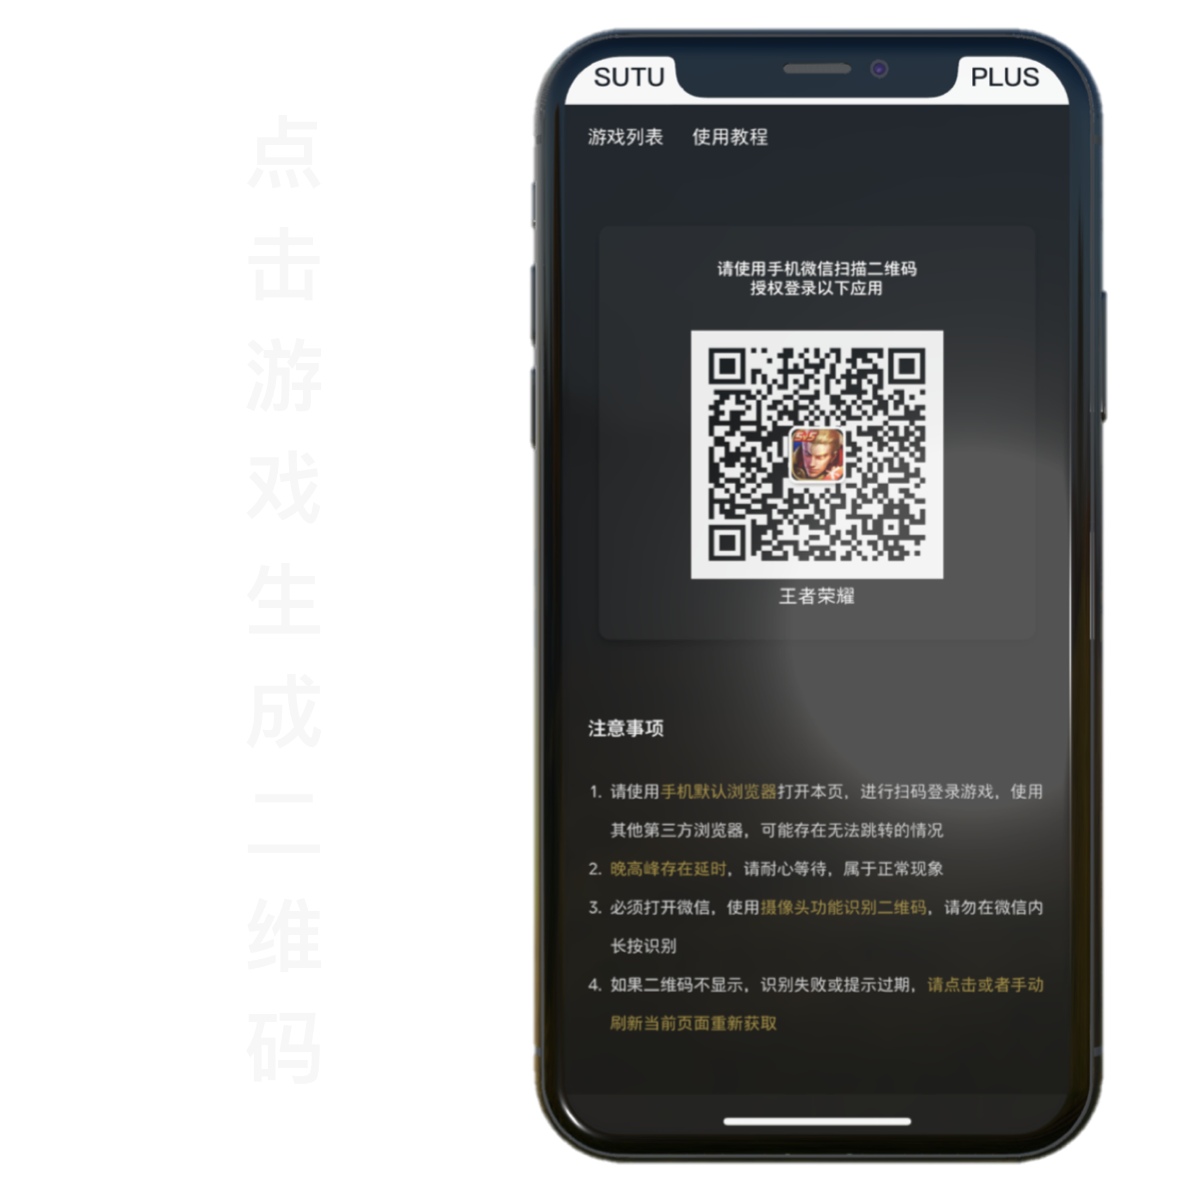 点击游戏生成二维码
SUTU
PLUS
游戏列表 使用教程
请使用手机微信扫描二维码
授权登录以下应用
5v5
王者荣耀
注意事项
1. 请使用手机默认浏览器打开本页，进行扫码登录游戏，使用
其他第三方浏览器，可能存在无法跳转的情况
2. 晚高峰存在延时，请耐心等待，属于正常现象
3. 必须打开微信，使用摄像头功能识别二维码，请勿在微信内
长按识别
4. 如果二维码不显示，识别失败或提示过期，请点击或者手动
刷新当前页面重新获取